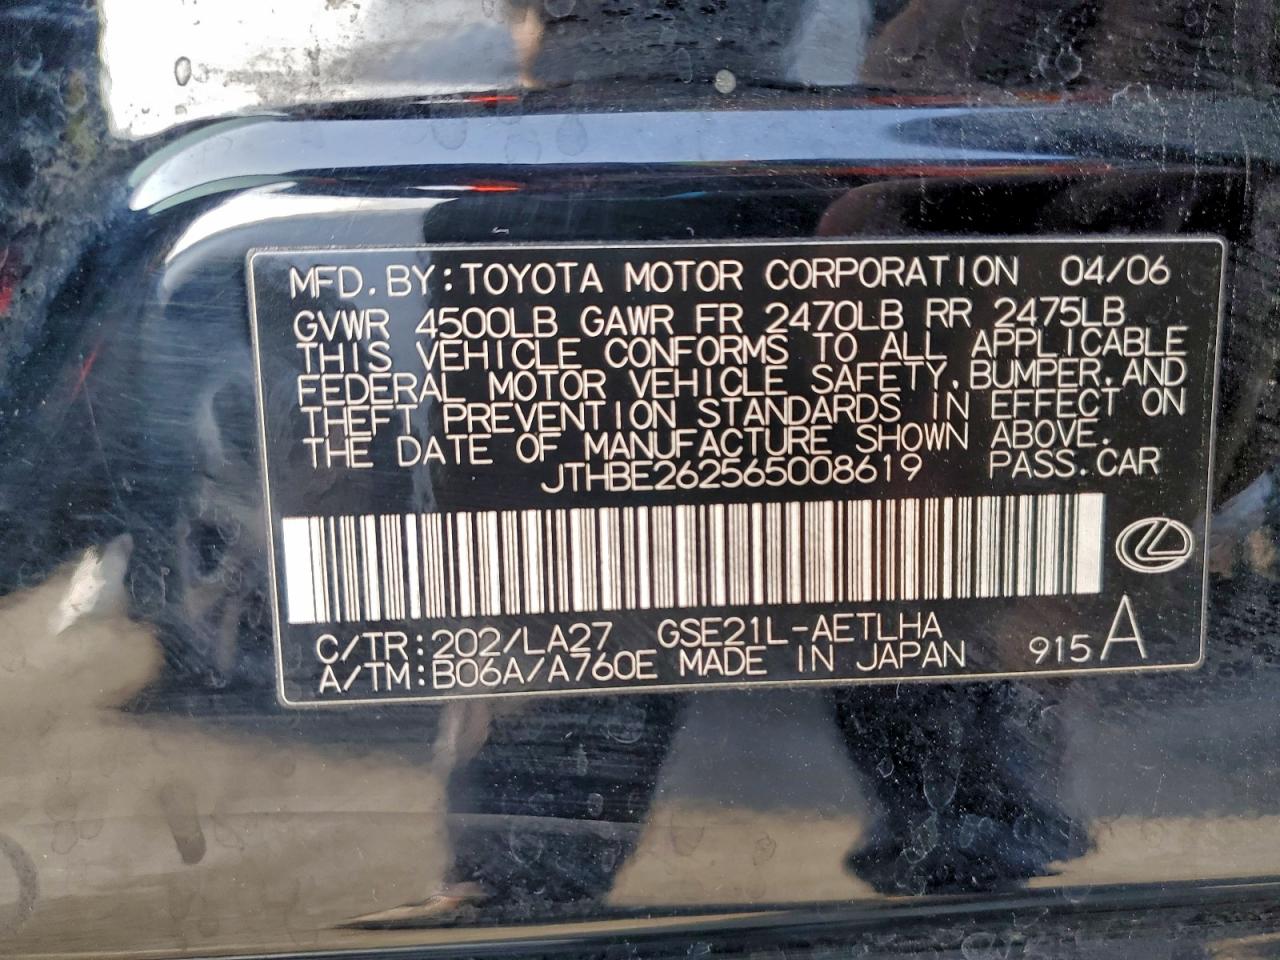 MFD. BY: TOYOTA MOTOR CORPORATION 04/06
GVWR 4500LB GAWR FR 2470LB RR 2475LB
THIS VEHICLE CONFORMS TO ALL APPLICABLE
FEDERAL MOTOR VEHICLE SAFETY, BUMPER, AND
THEFT PREVENTION STANDARDS IN EFFECT ON
THE DATE OF MANUFACTURE SHOWN ABOVE.
JTHBE262565008619 PASS. CAR
C/TR: 202/LA27 GSE21L-AETLHA
A/TM: B06A/A760E MADE IN JAPAN 915 A